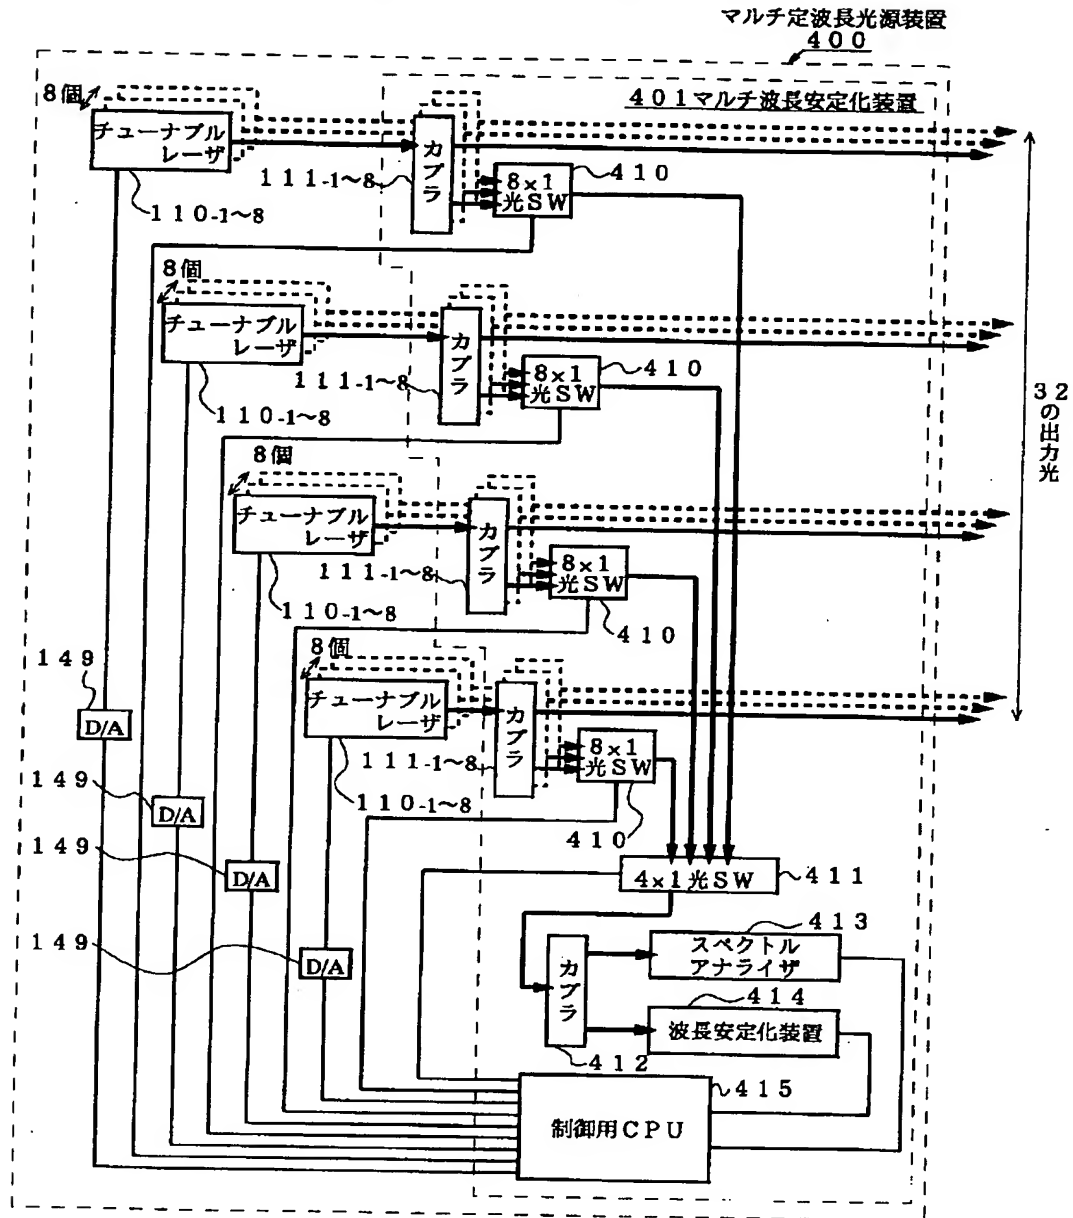 マルチ定波長光源装置
400
401マルチ波長安定化装置
8個
チューナブル
レーザ
カプラ
111-1～8
110-1～8
8×1
光SW
410
8個
チューナブル
レーザ
カプラ
111-1～8
110-1～8
8×1
光SW
410
32の出力光
8個
チューナブル
レーザ
カプラ
111-1～8
110-1～8
8×1
光SW
410
8個
チューナブル
レーザ
カプラ
111-1～8
110-1～8
8×1
光SW
410
149
D/A
149
D/A
149
D/A
149
D/A
4×1光SW
411
カプラ
412
413
スペクトル
アナライザ
414
波長安定化装置
415
制御用CPU